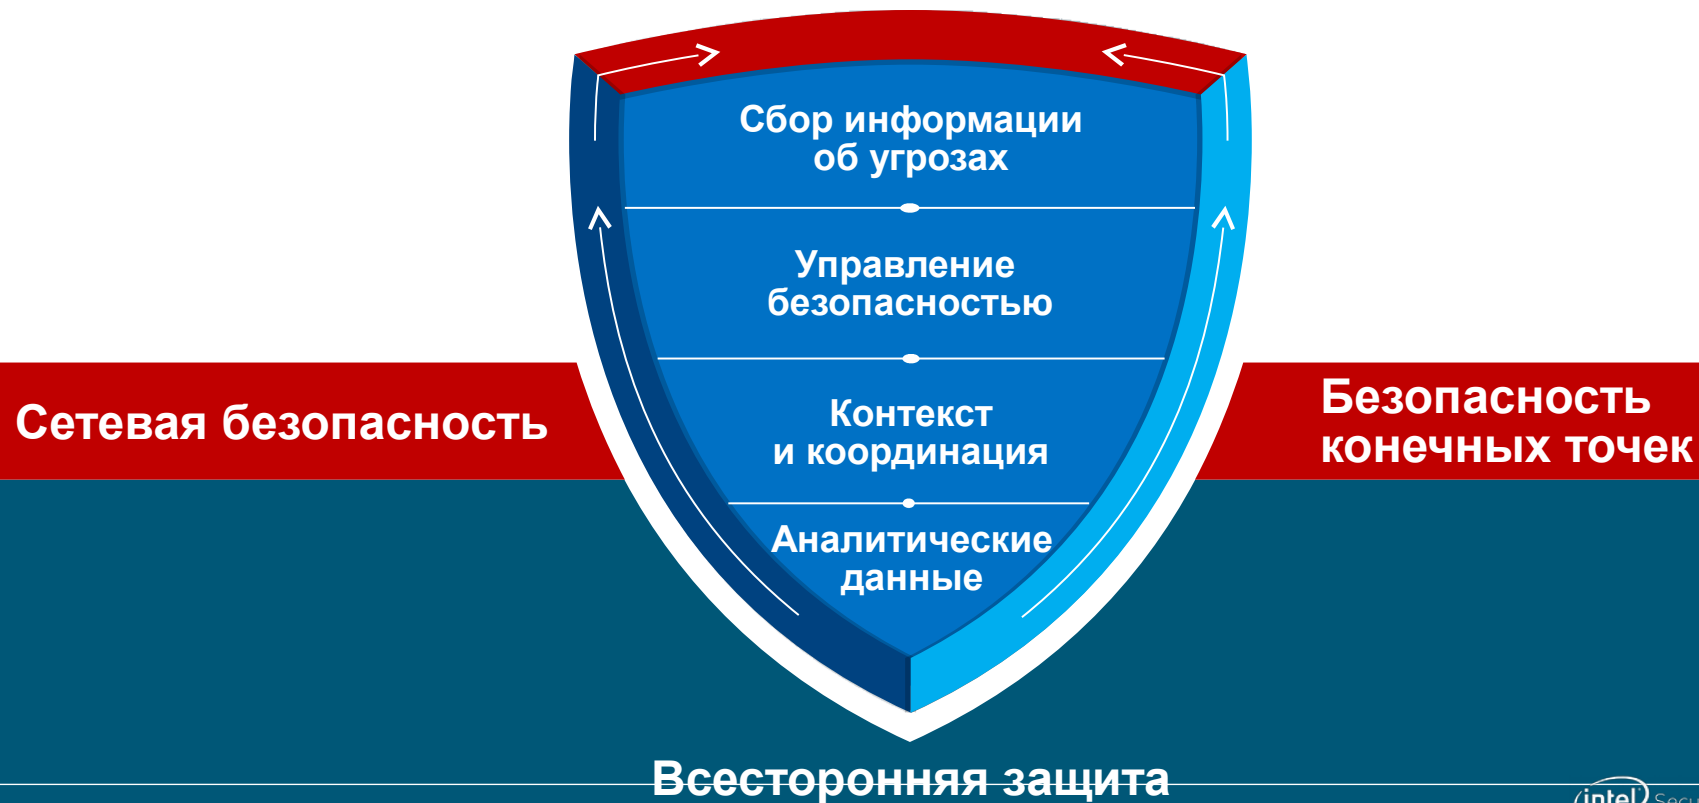 Сбор информации
об угрозах
Управление
безопасностью
Сетевая безопасность
Контекст
и координация
Безопасность
конечных точек
Аналитические
данные
Всесторонняя защита
intel